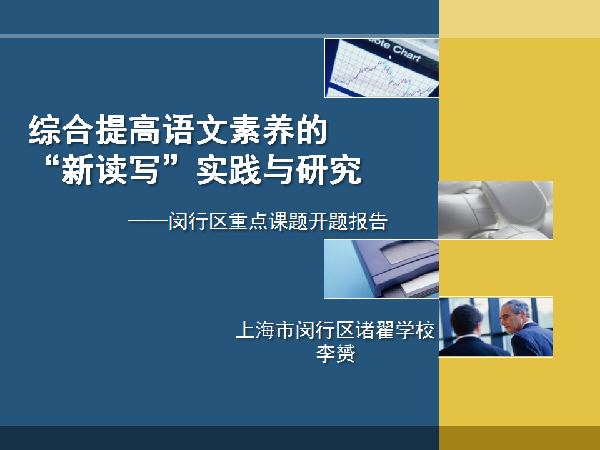 able Chart
综合提高语文素养的
“新读写”实践与研究
——闵行区重点课题开题报告
上海市闵行区诸翟学校
李赟